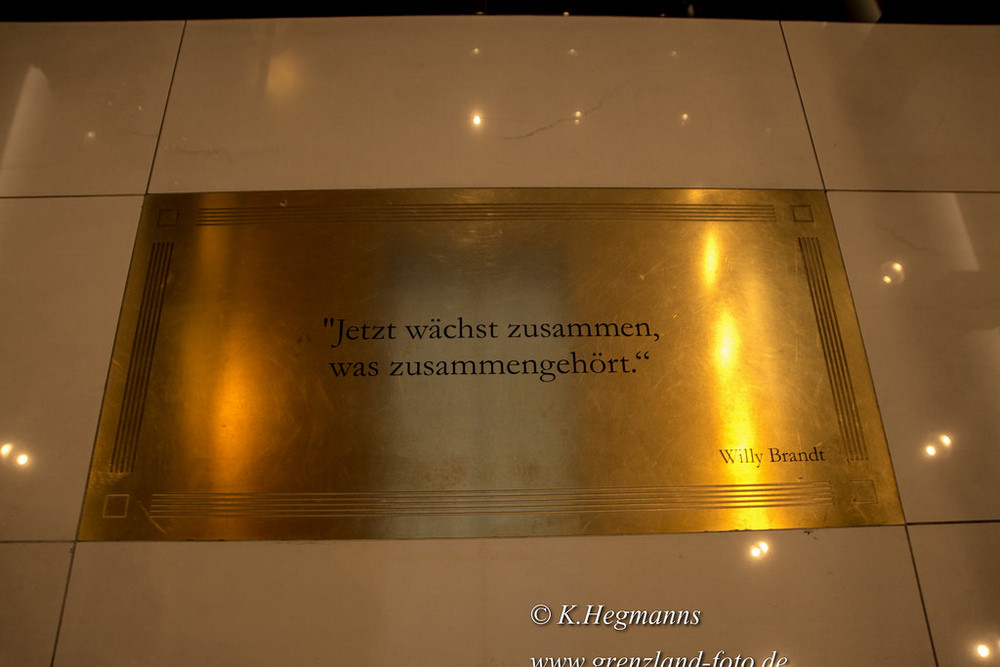 "Jetzt wächst zusammen,
was zusammengehört.“
Willy Brandt
© K.Hegmanns
www.grenzland-foto.de